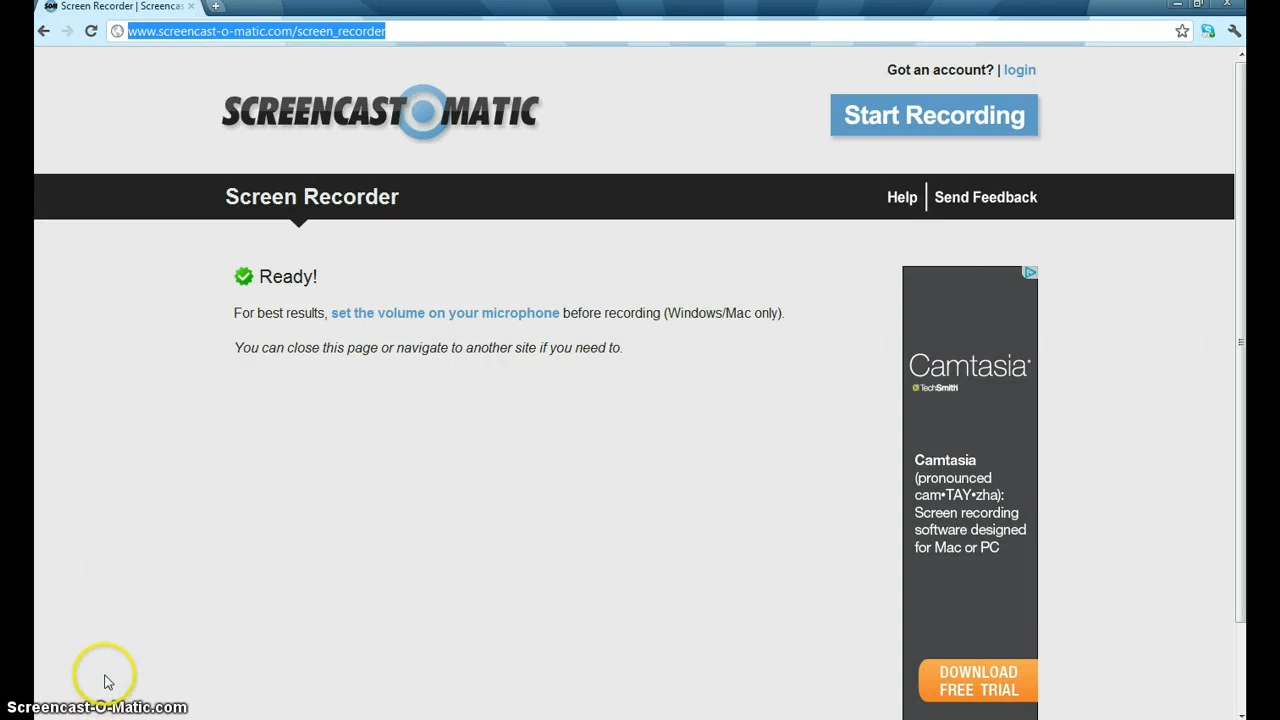 Screen Recorder | Screencas
www.screencast-o-matic.com/screen_recorder
Got an account? | login
SCREENCAST O MATIC
Start Recording
Screen Recorder
Help
Send Feedback
Ready!
For best results, set the volume on your microphone before recording (Windows/Mac only).
You can close this page or navigate to another site if you need to.
Camtasia
TechSmith
Camtasia
(pronounced
cam•TAY•zha):
Screen recording
software designed
for Mac or PC
DOWNLOAD
FREE TRIAL
Screencast-O-Matic.com